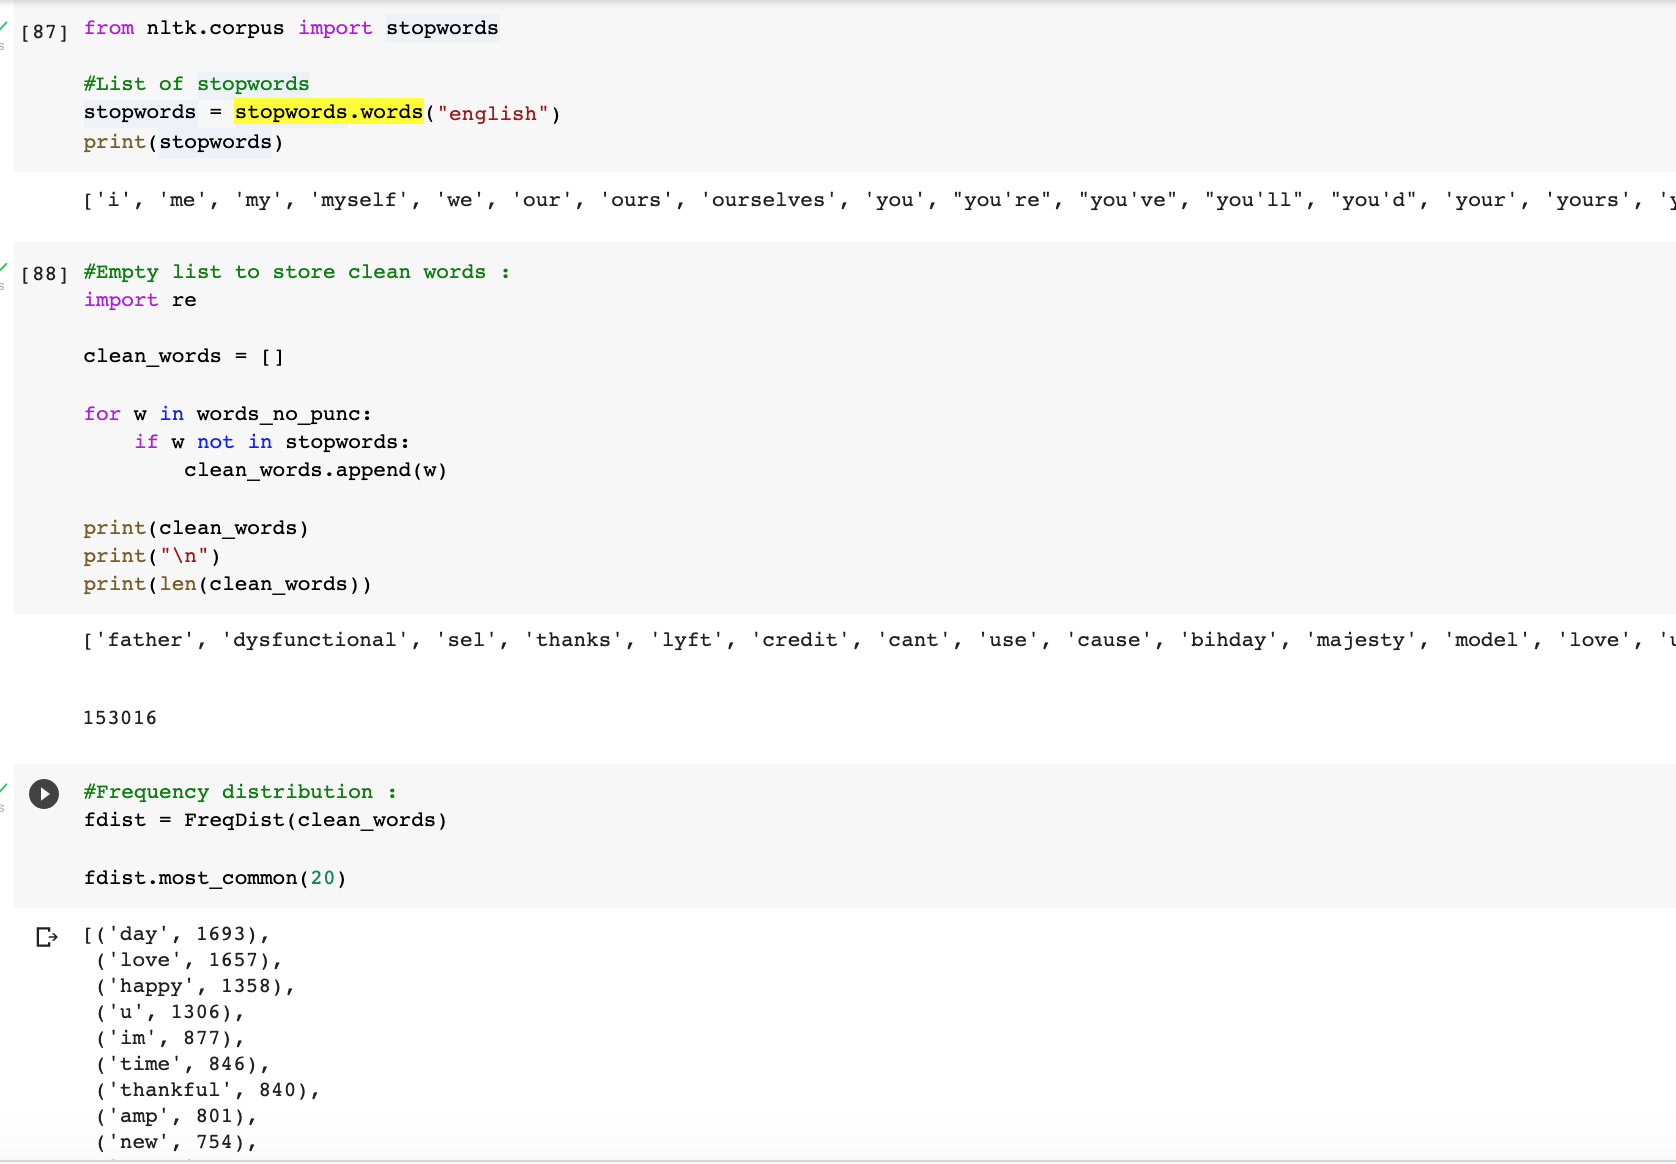 [87] from nltk.corpus import stopwords
#List of stopwords
stopwords = stopwords.words("english")
print(stopwords)
['i', 'me', 'my', 'myself', 'we', 'our', 'ours', 'ourselves', 'you', "you're", "you've", "you'll", "you'd", 'your', 'yours',
[88] #Empty list to store clean words :
import re
clean_words = []
for w in words_no_punc:
if w not in stopwords:
clean_words.append(w)
print(clean_words)
print("\n")
print(len(clean_words))
['father', 'dysfunctional', 'sel', 'thanks', 'lyft', 'credit', 'cant', 'use', 'cause', 'bihday', 'majesty', 'model', 'love',
153016
#Frequency distribution :
fdist = FreqDist(clean_words)
fdist.most_common(20)
[('day', 1693),
('love', 1657),
('happy', 1358),
('u', 1306),
('im', 877),
('time', 846),
('thankful', 840),
('amp', 801),
('new', 754),